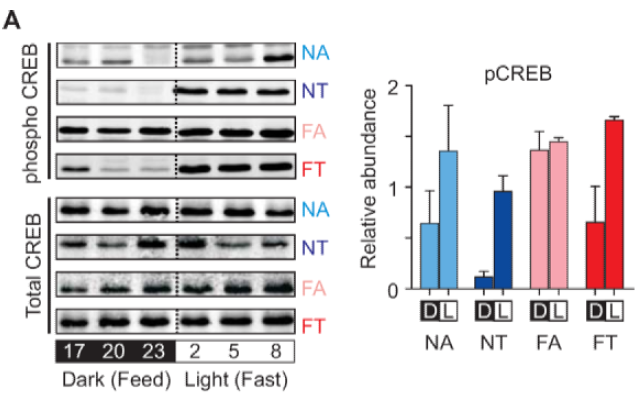 A
phospho CREB
NA
NT
FA
FT
Total CREB
NA
NT
FA
FT
17 20 23 2 5 8
Dark (Feed) Light (Fast)
pCREB
Relative abundance
2
1
0
D L D L D L D L
NA NT FA FT